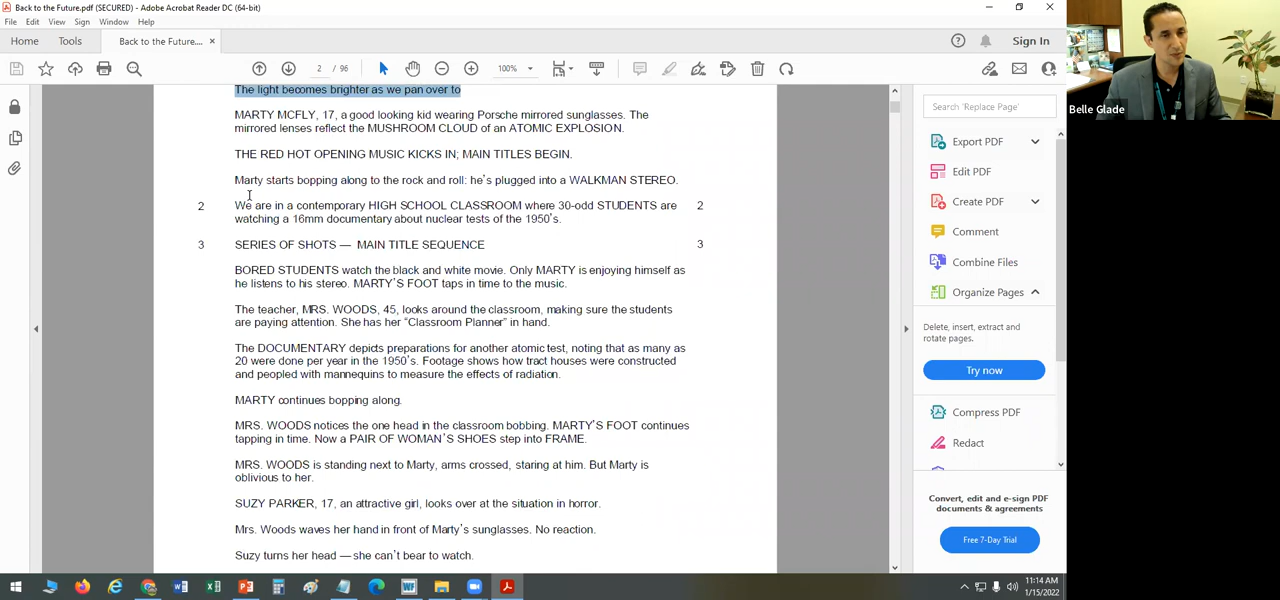 Back to the Future.pdf (SECURED) - Adobe Acrobat Reader DC (64-bit)
File Edit View Sign Window Help
Home Tools Back to the Future.... × Sign In
2 / 96 100%
The light becomes brighter as we pan over to
MARTY MCFLY, 17, a good looking kid wearing Porsche mirrored sunglasses. The
mirrored lenses reflect the MUSHROOM CLOUD of an ATOMIC EXPLOSION.
THE RED HOT OPENING MUSIC KICKS IN; MAIN TITLES BEGIN.
Marty starts bopping along to the rock and roll: he's plugged into a WALKMAN STEREO.
2 We are in a contemporary HIGH SCHOOL CLASSROOM where 30-odd STUDENTS are 2
watching a 16mm documentary about nuclear tests of the 1950's.
3 SERIES OF SHOTS — MAIN TITLE SEQUENCE 3
BORED STUDENTS watch the black and white movie. Only MARTY is enjoying himself as
he listens to his stereo. MARTY'S FOOT taps in time to the music.
The teacher, MRS. WOODS, 45, looks around the classroom, making sure the students
are paying attention. She has her "Classroom Planner" in hand.
The DOCUMENTARY depicts preparations for another atomic test, noting that as many as
20 were done per year in the 1950's. Footage shows how tract houses were constructed
and peopled with mannequins to measure the effects of radiation.
MARTY continues bopping along.
MRS. WOODS notices the one head in the classroom bobbing. MARTY'S FOOT continues
tapping in time. Now a PAIR OF WOMAN'S SHOES step into FRAME.
MRS. WOODS is standing next to Marty, arms crossed, staring at him. But Marty is
oblivious to her.
SUZY PARKER, 17, an attractive girl, looks over at the situation in horror.
Mrs. Woods waves her hand in front of Marty's sunglasses. No reaction.
Suzy turns her head — she can't bear to watch.
Belle Glade
Search 'Replace Page'
Export PDF
Edit PDF
Create PDF
Comment
Combine Files
Organize Pages
Delete, insert, extract and
rotate pages.
Try now
Compress PDF
Redact
Convert, edit and e-sign PDF
documents & agreements
Free 7-Day Trial
11:14 AM
1/15/2022